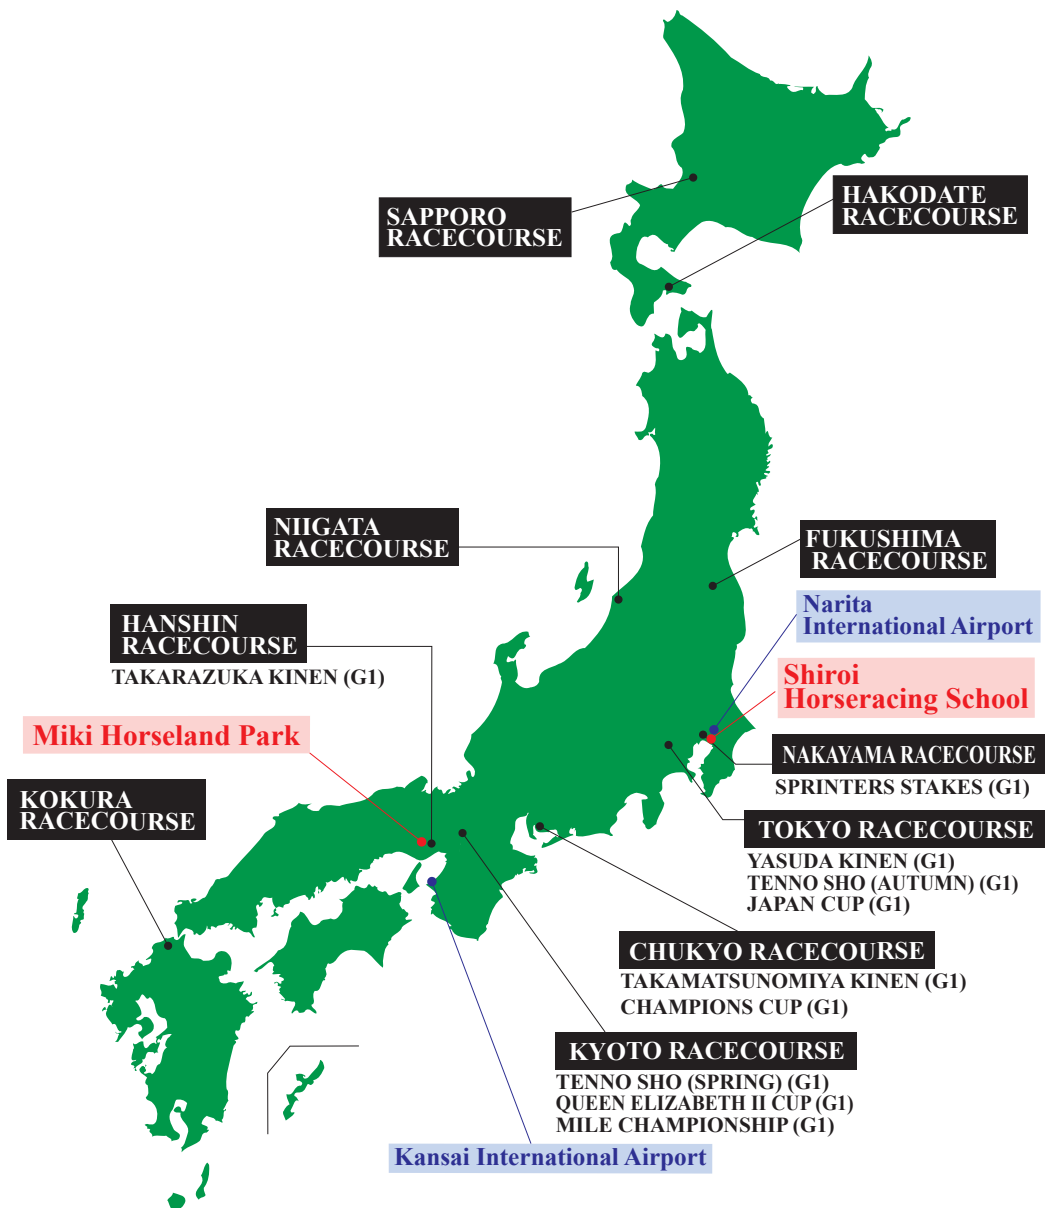 SAPPORO
RACECOURSE
HAKODATE
RACECOURSE
NIIGATA
RACECOURSE
FUKUSHIMA
RACECOURSE
Narita
International Airport
HANSHIN
RACECOURSE
TAKARAZUKA KINEN (G1)
Shiroi
Horseracing School
Miki Horseland Park
NAKAYAMA RACECOURSE
SPRINTERS STAKES (G1)
KOKURA
RACECOURSE
TOKYO RACECOURSE
YASUDA KINEN (G1)
TENNO SHO (AUTUMN) (G1)
JAPAN CUP (G1)
CHUKYO RACECOURSE
TAKAMATSUNOMIYA KINEN (G1)
CHAMPIONS CUP (G1)
KYOTO RACECOURSE
TENNO SHO (SPRING) (G1)
QUEEN ELIZABETH II CUP (G1)
MILE CHAMPIONSHIP (G1)
Kansai International Airport